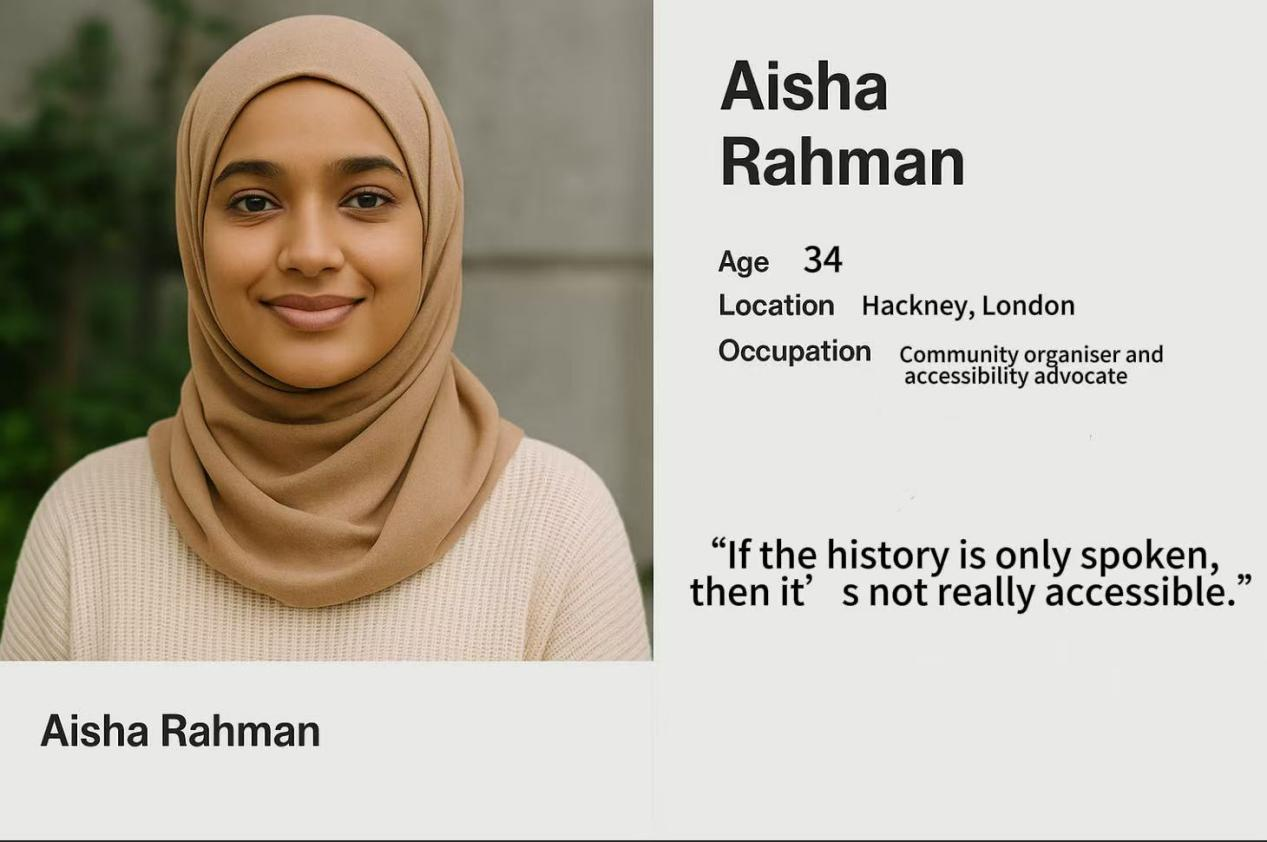 Aisha
Rahman
Age 34
Location Hackney, London
Occupation Community organiser and
accessibility advocate
“If the history is only spoken,
then it’ s not really accessible.”
Aisha Rahman